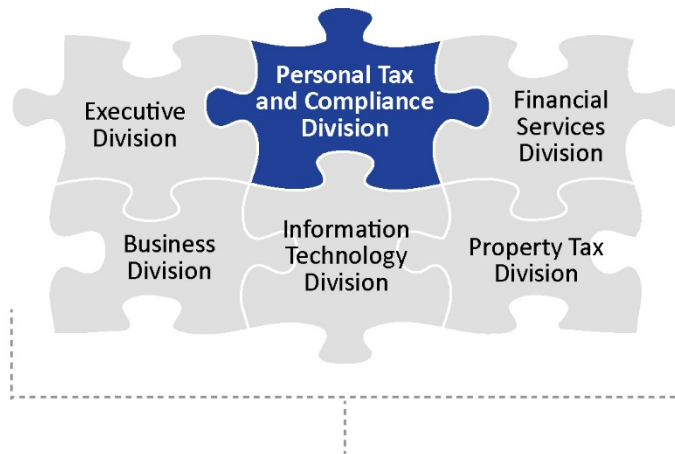 Executive
Division
Personal Tax
and Compliance
Division
Financial
Services
Division
Business
Division
Information
Technology
Division
Property Tax
Division